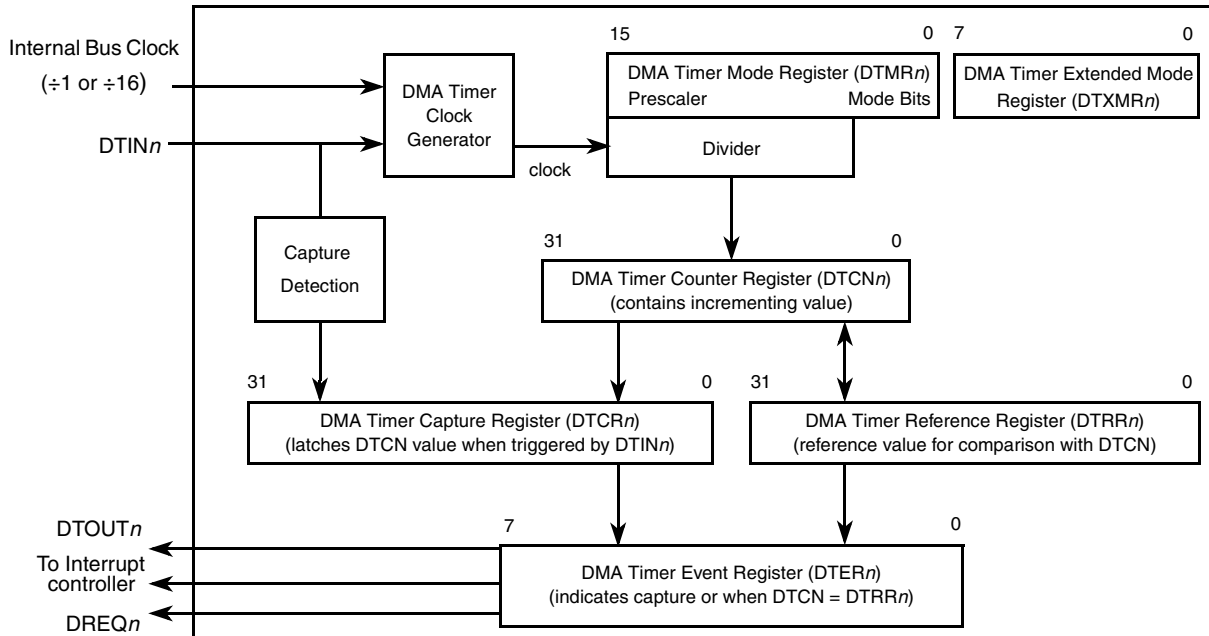 Internal Bus Clock
(÷1 or ÷16)
DTINn
DMA Timer
Clock
Generator
clock
15 0
DMA Timer Mode Register (DTMRn)
Prescaler Mode Bits
Divider
7 0
DMA Timer Extended Mode
Register (DTXMRn)
Capture
Detection
31 0
DMA Timer Counter Register (DTCNn)
(contains incrementing value)
31 0
DMA Timer Capture Register (DTCRn)
(latches DTCN value when triggered by DTINn)
31 0
DMA Timer Reference Register (DTRRn)
(reference value for comparison with DTCN)
7 0
DMA Timer Event Register (DTERn)
(indicates capture or when DTCN = DTRRn)
DTOUTn
To Interrupt
controller
DREQn